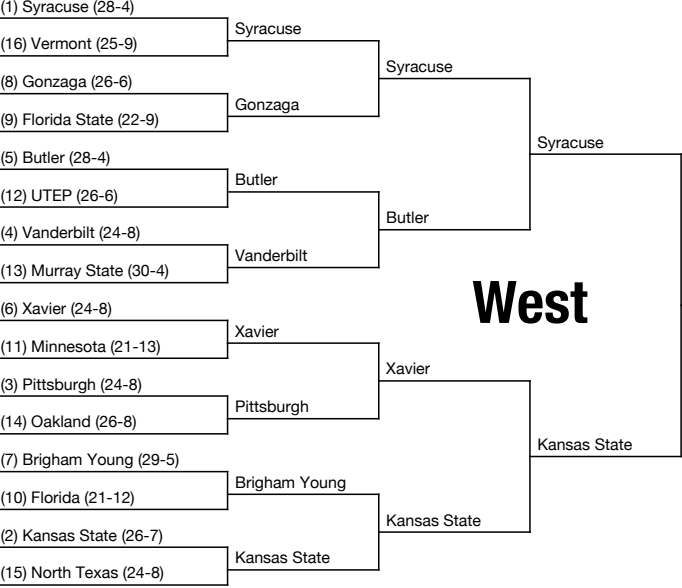 (1) Syracuse (28-4)
(16) Vermont (25-9)
(8) Gonzaga (26-6)
(9) Florida State (22-9)
(5) Butler (28-4)
(12) UTEP (26-6)
(4) Vanderbilt (24-8)
(13) Murray State (30-4)
(6) Xavier (24-8)
(11) Minnesota (21-13)
(3) Pittsburgh (24-8)
(14) Oakland (26-8)
(7) Brigham Young (29-5)
(10) Florida (21-12)
(2) Kansas State (26-7)
(15) North Texas (24-8)
Syracuse
Gonzaga
Butler
Vanderbilt
Xavier
Pittsburgh
Brigham Young
Kansas State
Syracuse
Butler
Xavier
Kansas State
Syracuse
Kansas State
West